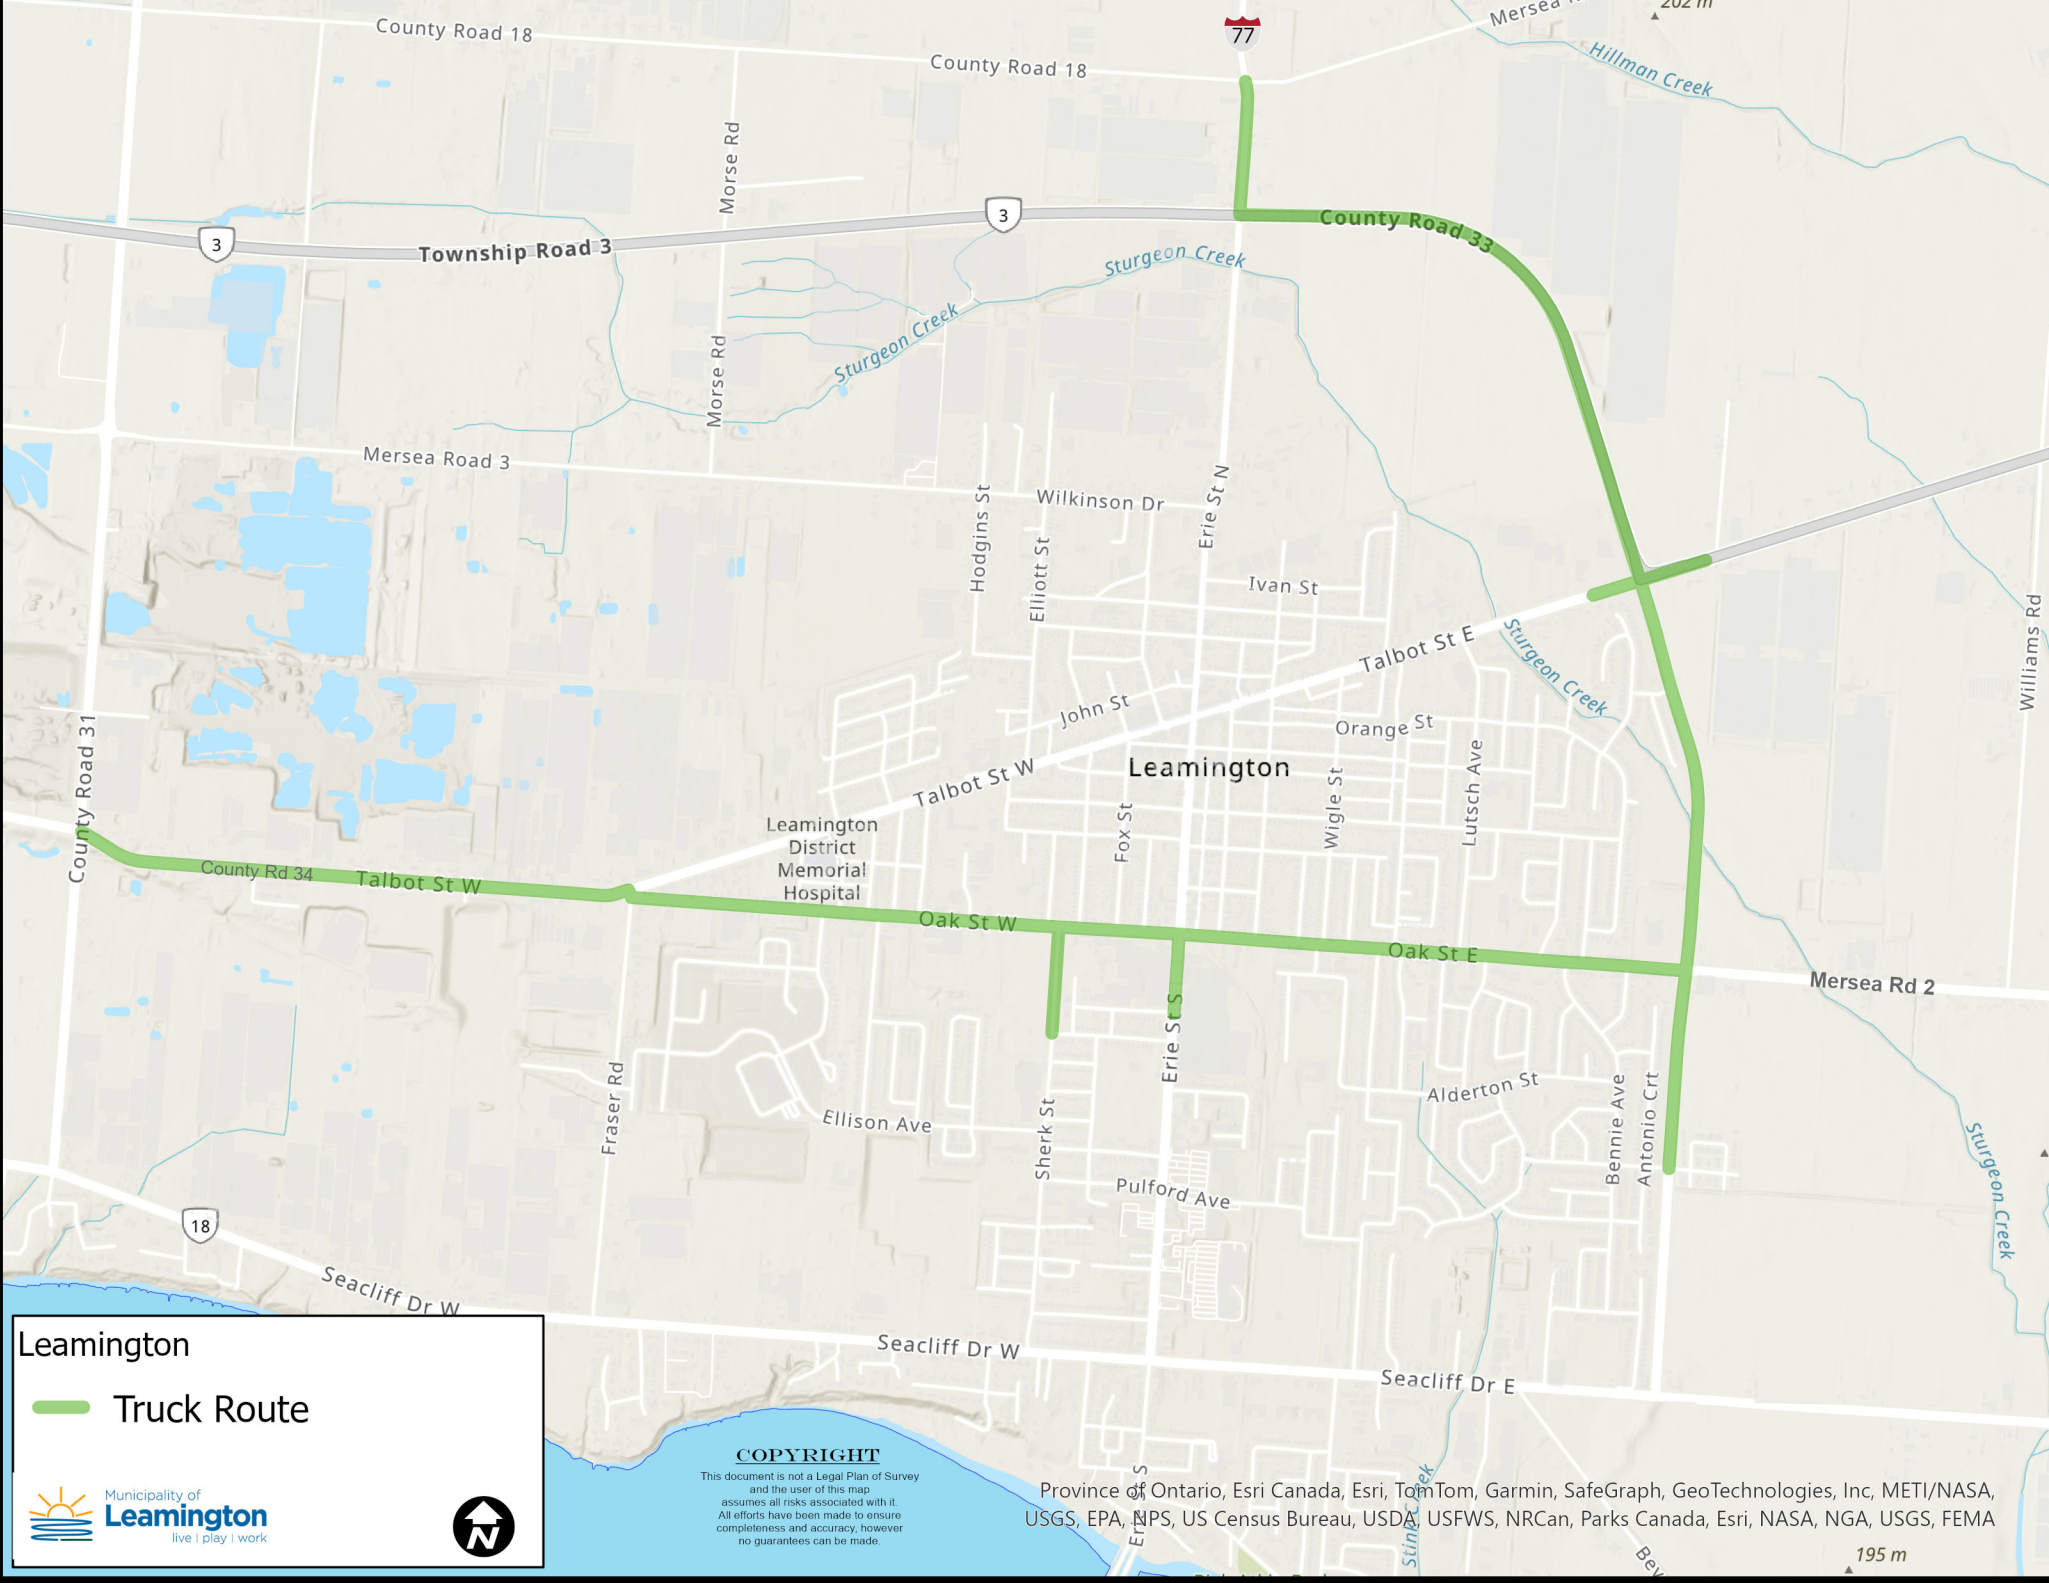 202 m
Mersea
County Road 18
77
County Road 18
Hillman Creek
Morse Rd
3
County Road 33
3
Township Road 3
Sturgeon Creek
Sturgeon Creek
Morse Rd
Mersea Road 3
Wilkinson Dr
Erie St N
Hodgins St
Elliott St
Ivan St
Talbot St E
Sturgeon Creek
Williams Rd
John St
Orange St
County Road 31
Leamington
Talbot St W
Wigle St
Lutsch Ave
Fox St
Leamington
District
Memorial
Hospital
County Rd 34
Talbot St W
Oak St W
Oak St E
Mersea Rd 2
Erie St S
Fraser Rd
Alderton St
Bennie Ave
Antonio Crt
Ellison Ave
Sherk St
Pulford Ave
Sturgeon Creek
18
Seacliff Dr W
Seacliff Dr W
Seacliff Dr E
Leamington
Truck Route
Municipality of
Leamington
live | play | work
N
COPYRIGHT
This document is not a Legal Plan of Survey
and the user of this map
assumes all risks associated with it.
All efforts have been made to ensure
completeness and accuracy, however
no guarantees can be made.
Erie St S
Stink Creek
Province of Ontario, Esri Canada, Esri, TomTom, Garmin, SafeGraph, GeoTechnologies, Inc, METI/NASA,
USGS, EPA, NPS, US Census Bureau, USDA, USFWS, NRCan, Parks Canada, Esri, NASA, NGA, USGS, FEMA
Bev
195 m